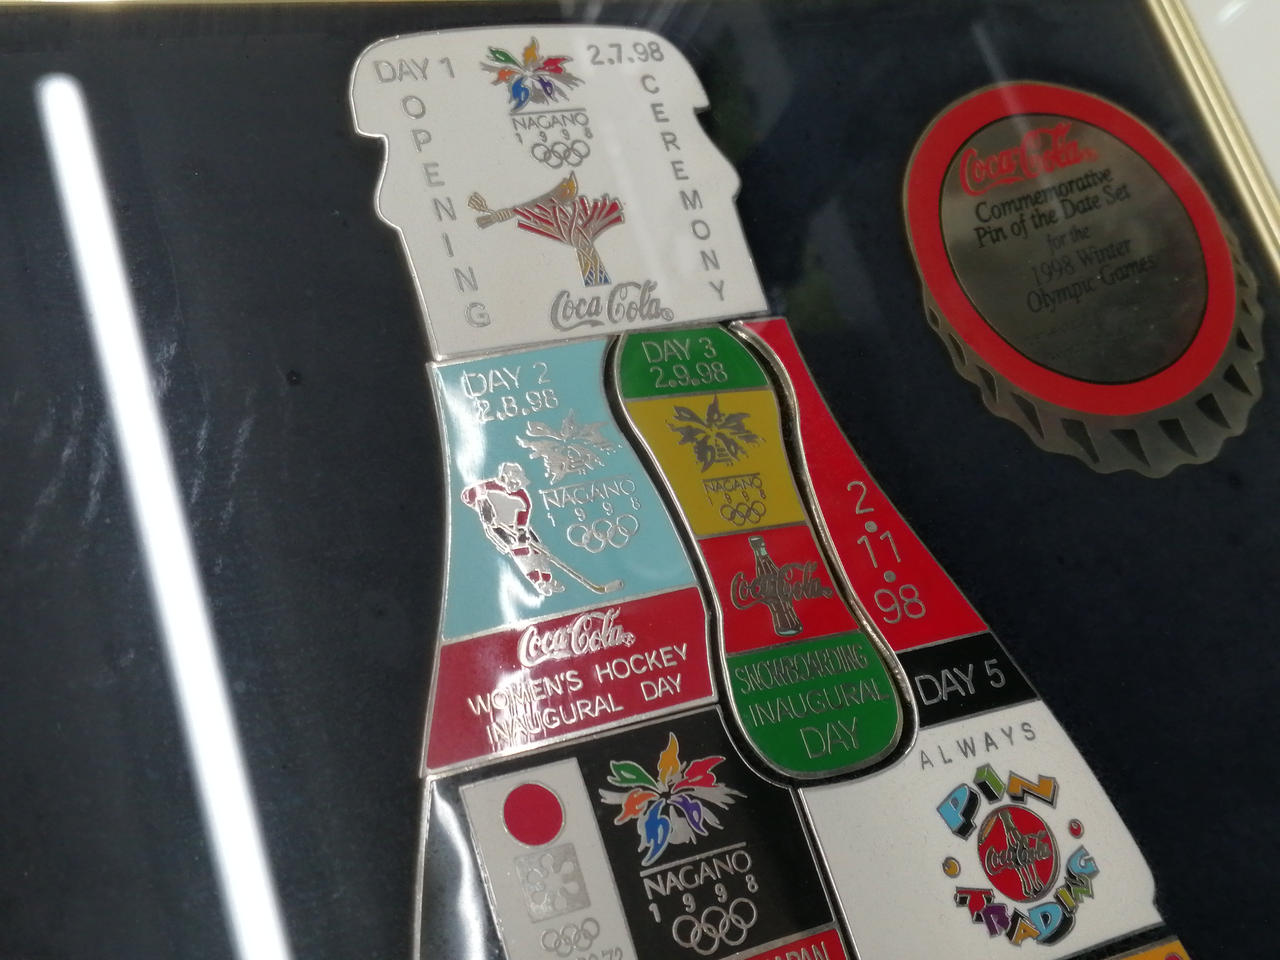 DAY 1
2.7.98
OPENING
CEREMONY
NAGANO
1998
Coca-Cola
DAY 2
2.8.98
NAGANO
1998
Coca-Cola
WOMEN'S HOCKEY
INAUGURAL DAY
DAY 3
2.9.98
NAGANO
1998
Coca-Cola
SNOWBOARDING
INAUGURAL
DAY
2.11.98
DAY 5
ALWAYS
PIN
Coca-Cola
TRADING
NAGANO
1998
JAPAN
Coca-Cola
Commemorative
Pin of the Date Set
for the
1998 Winter
Olympic Games